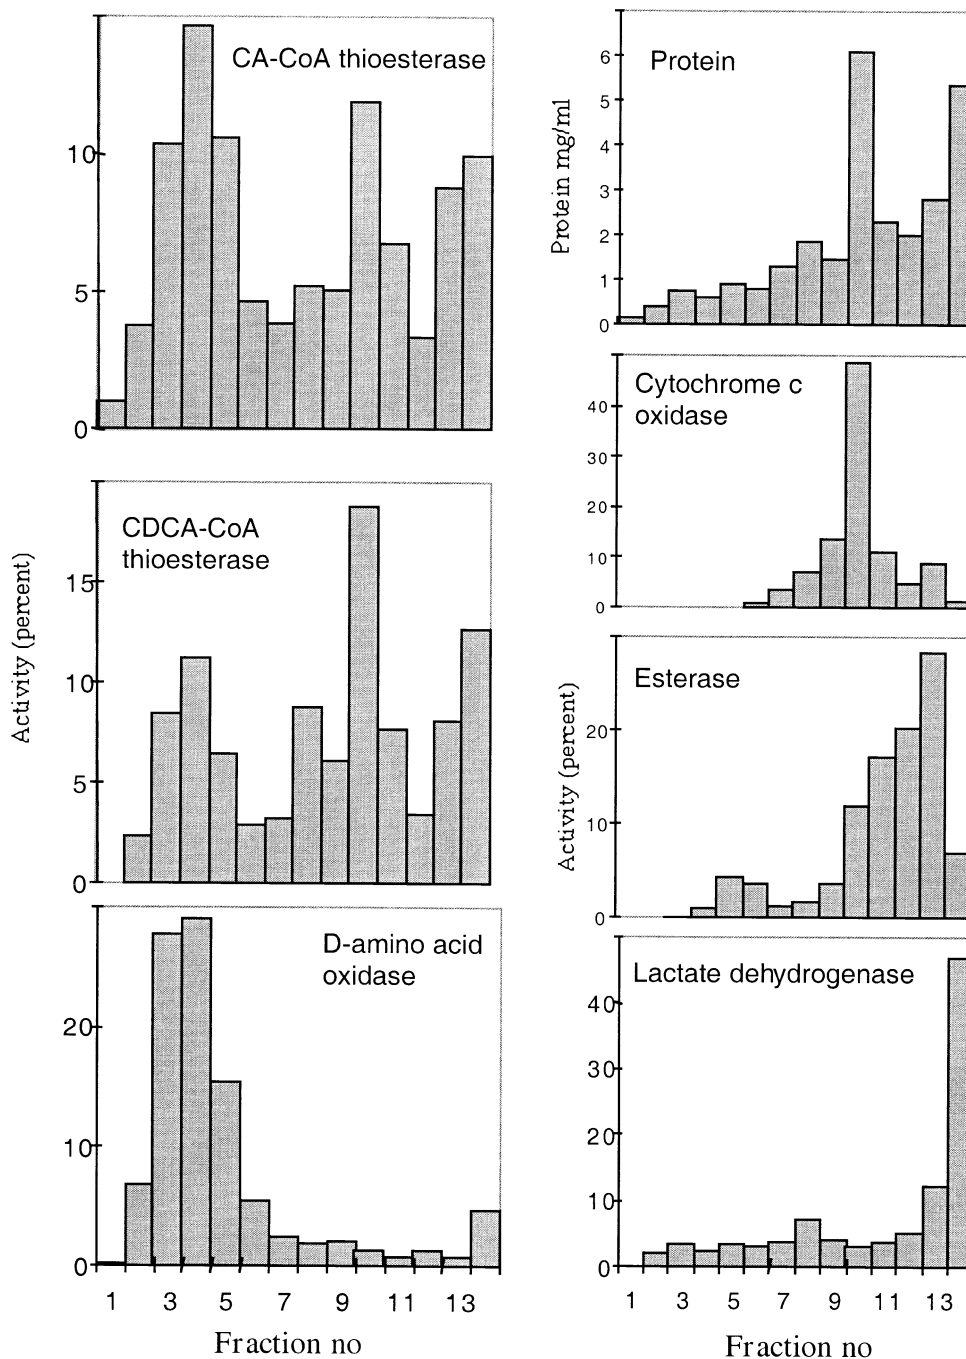 CA-CoA thioesterase
10
5
0
CDCA-CoA
thioesterase
15
10
5
0
Activity (percent)
D-amino acid
oxidase
20
10
0
1 3 5 7 9 11 13
Fraction no
Protein
6
5
4
3
2
1
0
Protein mg/ml
Cytochrome c
oxidase
40
30
20
10
0
Esterase
20
10
0
Activity (percent)
Lactate dehydrogenase
40
30
20
10
0
1 3 5 7 9 11 13
Fraction no